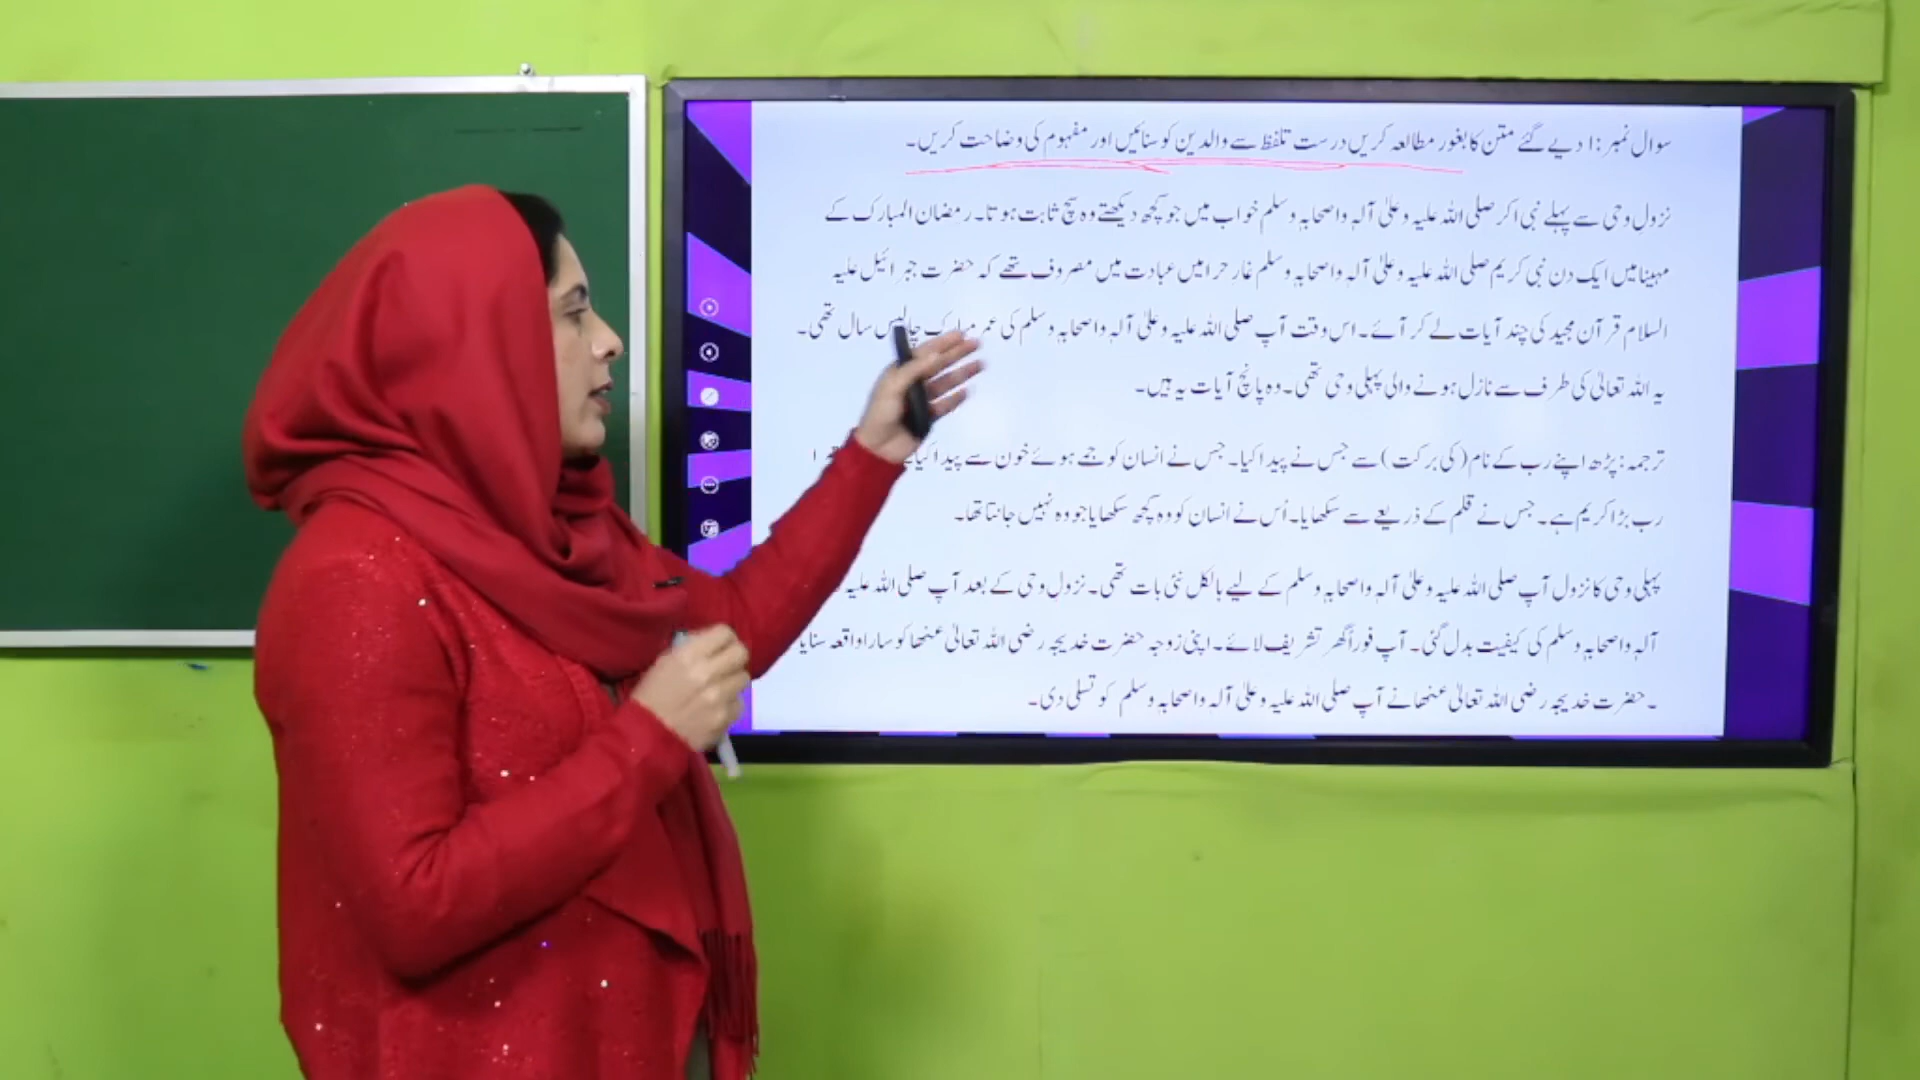 سوال نمبر :۱ دیے گئے متن کا بغور مطالعہ کریں درست تلفظ سے والدین کو سنائیں اور مفہوم کی وضاحت کریں۔
نزول وحی سے پہلے نبی اکر صلی اللہ علیہ وعلیٰ آلہٖ واصحابہٖ وسلم خواب میں جو کچھ دیکھتے وہ سچ ثابت ہوتا۔ رمضان المبارک کے
مہینا میں ایک دن نبی کریم صلی اللہ علیہ وعلیٰ آلہٖ واصحابہٖ وسلم غارِ حرا میں عبادت میں مصروف تھے کہ حضرت جبرائیل علیہ
السلام قرآن مجید کی چند آیات لے کر آئے۔ اس وقت آپ صلی اللہ علیہ وعلیٰ آلہٖ واصحابہٖ وسلم کی عمر مبارک چالیس سال تھی۔
یہ اللہ تعالیٰ کی طرف سے نازل ہونے والی پہلی وحی تھی۔ وہ پانچ آیات یہ ہیں۔
ترجمہ: پڑھ اپنے رب کے نام (کی برکت) سے جس نے پیدا کیا۔ جس نے انسان کو جمے ہوئے خون سے پیدا کیا۔
رب بڑا کریم ہے۔ جس نے قلم کے ذریعے سے سکھایا۔ اُس نے انسان کو وہ کچھ سکھایا جو وہ نہیں جانتا تھا۔
پہلی وحی کا نزول آپ صلی اللہ علیہ وعلیٰ آلہٖ واصحابہٖ وسلم کے لیے بالکل نئی بات تھی۔ نزولِ وحی کے بعد آپ صلی اللہ علیہ
آلہٖ واصحابہٖ وسلم کی کیفیت بدل گئی۔ آپ فوراً گھر تشریف لائے۔ اپنی زوجہ حضرت خدیجہ رضی اللہ تعالیٰ عنھا کو سارا واقعہ سنایا
۔ حضرت خدیجہ رضی اللہ تعالیٰ عنھا نے آپ صلی اللہ علیہ وعلیٰ آلہٖ واصحابہٖ وسلم کو تسلی دی۔